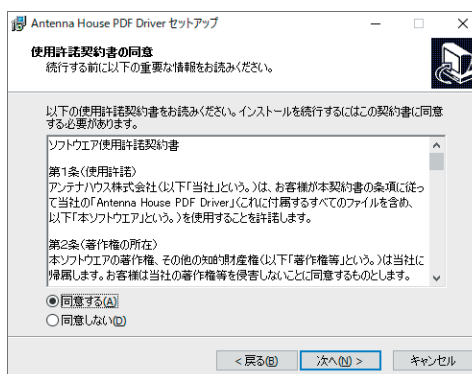 Antenna House PDF Driver セットアップ
使用許諾契約書の同意
続行する前に以下の重要な情報をお読みください。
以下の使用許諾契約書をお読みください。インストールを続行するにはこの契約書に同意
する必要があります。
ソフトウエア使用許諾契約書
第1条(使用許諾)
アンテナハウス株式会社(以下「当社」という。)は、お客様が本契約書の条項に従っ
て当社の「Antenna House PDF Driver」(これに付属するすべてのファイルを含め、
以下「本ソフトウエア」という。)を使用することを許諾します。
第2条(著作権の所在)
本ソフトウエアの著作権、その他の知的財産権(以下「著作権等」という。)は当社に
帰属します。お客様は当社の著作権等を侵害しないことに同意するものとします。
同意する(A)
同意しない(D)
< 戻る(B) 次へ(N) > キャンセル